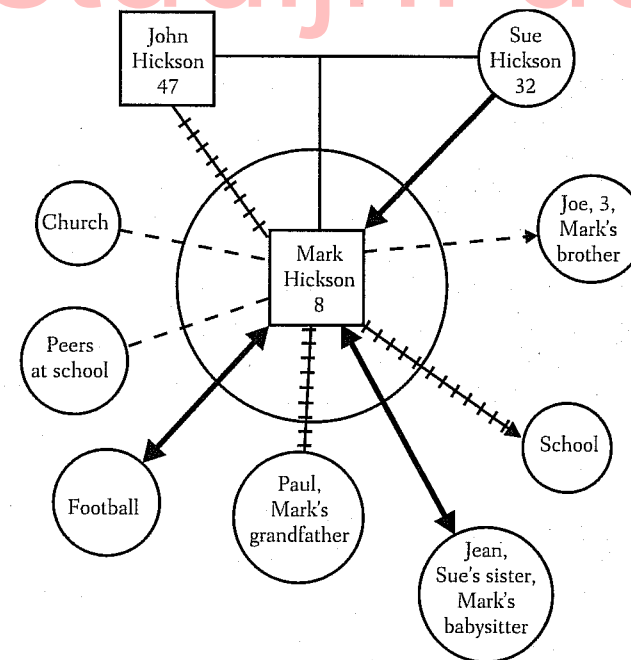 John
Hickson
47
Sue
Hickson
32
Church
Joe, 3,
Mark's
brother
Mark
Hickson
8
Peers
at school
School
Football
Paul,
Mark's
grandfather
Jean,
Sue's sister,
Mark's
babysitter